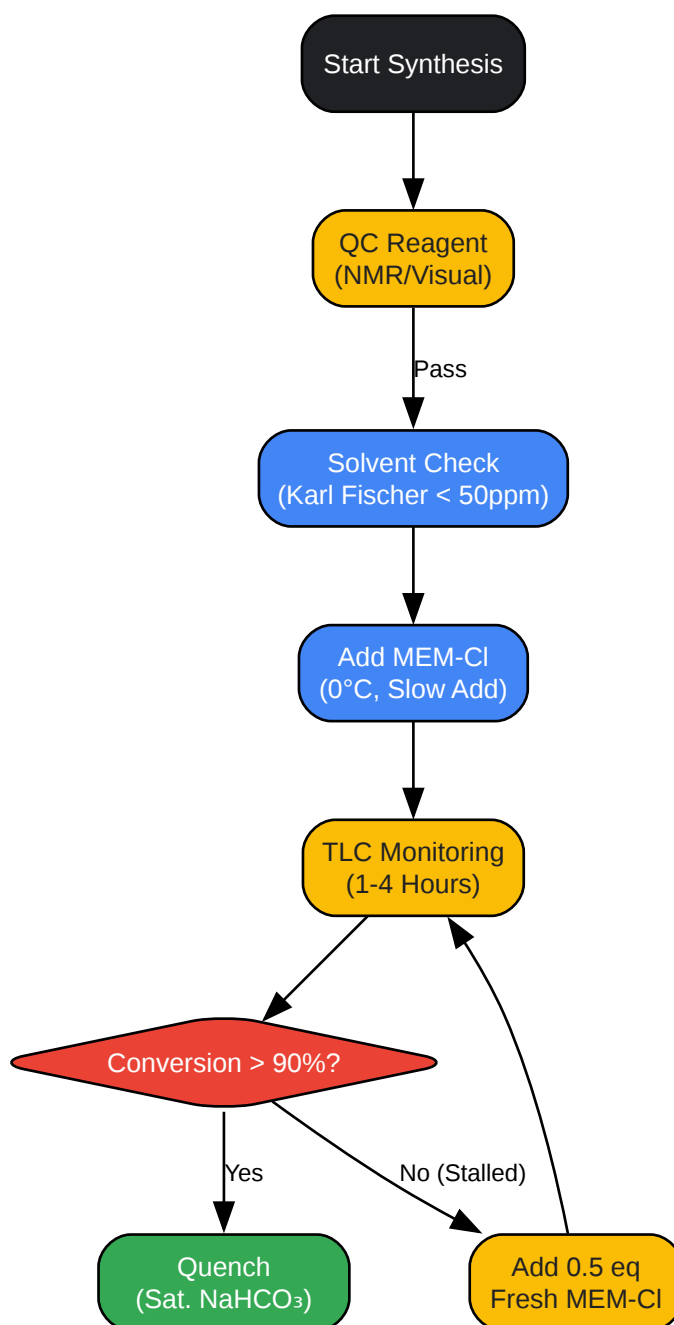 Start Synthesis
QC Reagent
(NMR/Visual)
Pass
Solvent Check
(Karl Fischer < 50ppm)
Add MEM-Cl
(0°C, Slow Add)
TLC Monitoring
(1-4 Hours)
Conversion > 90%?
Yes
No (Stalled)
Quench
(Sat. NaHCO₃)
Add 0.5 eq
Fresh MEM-Cl